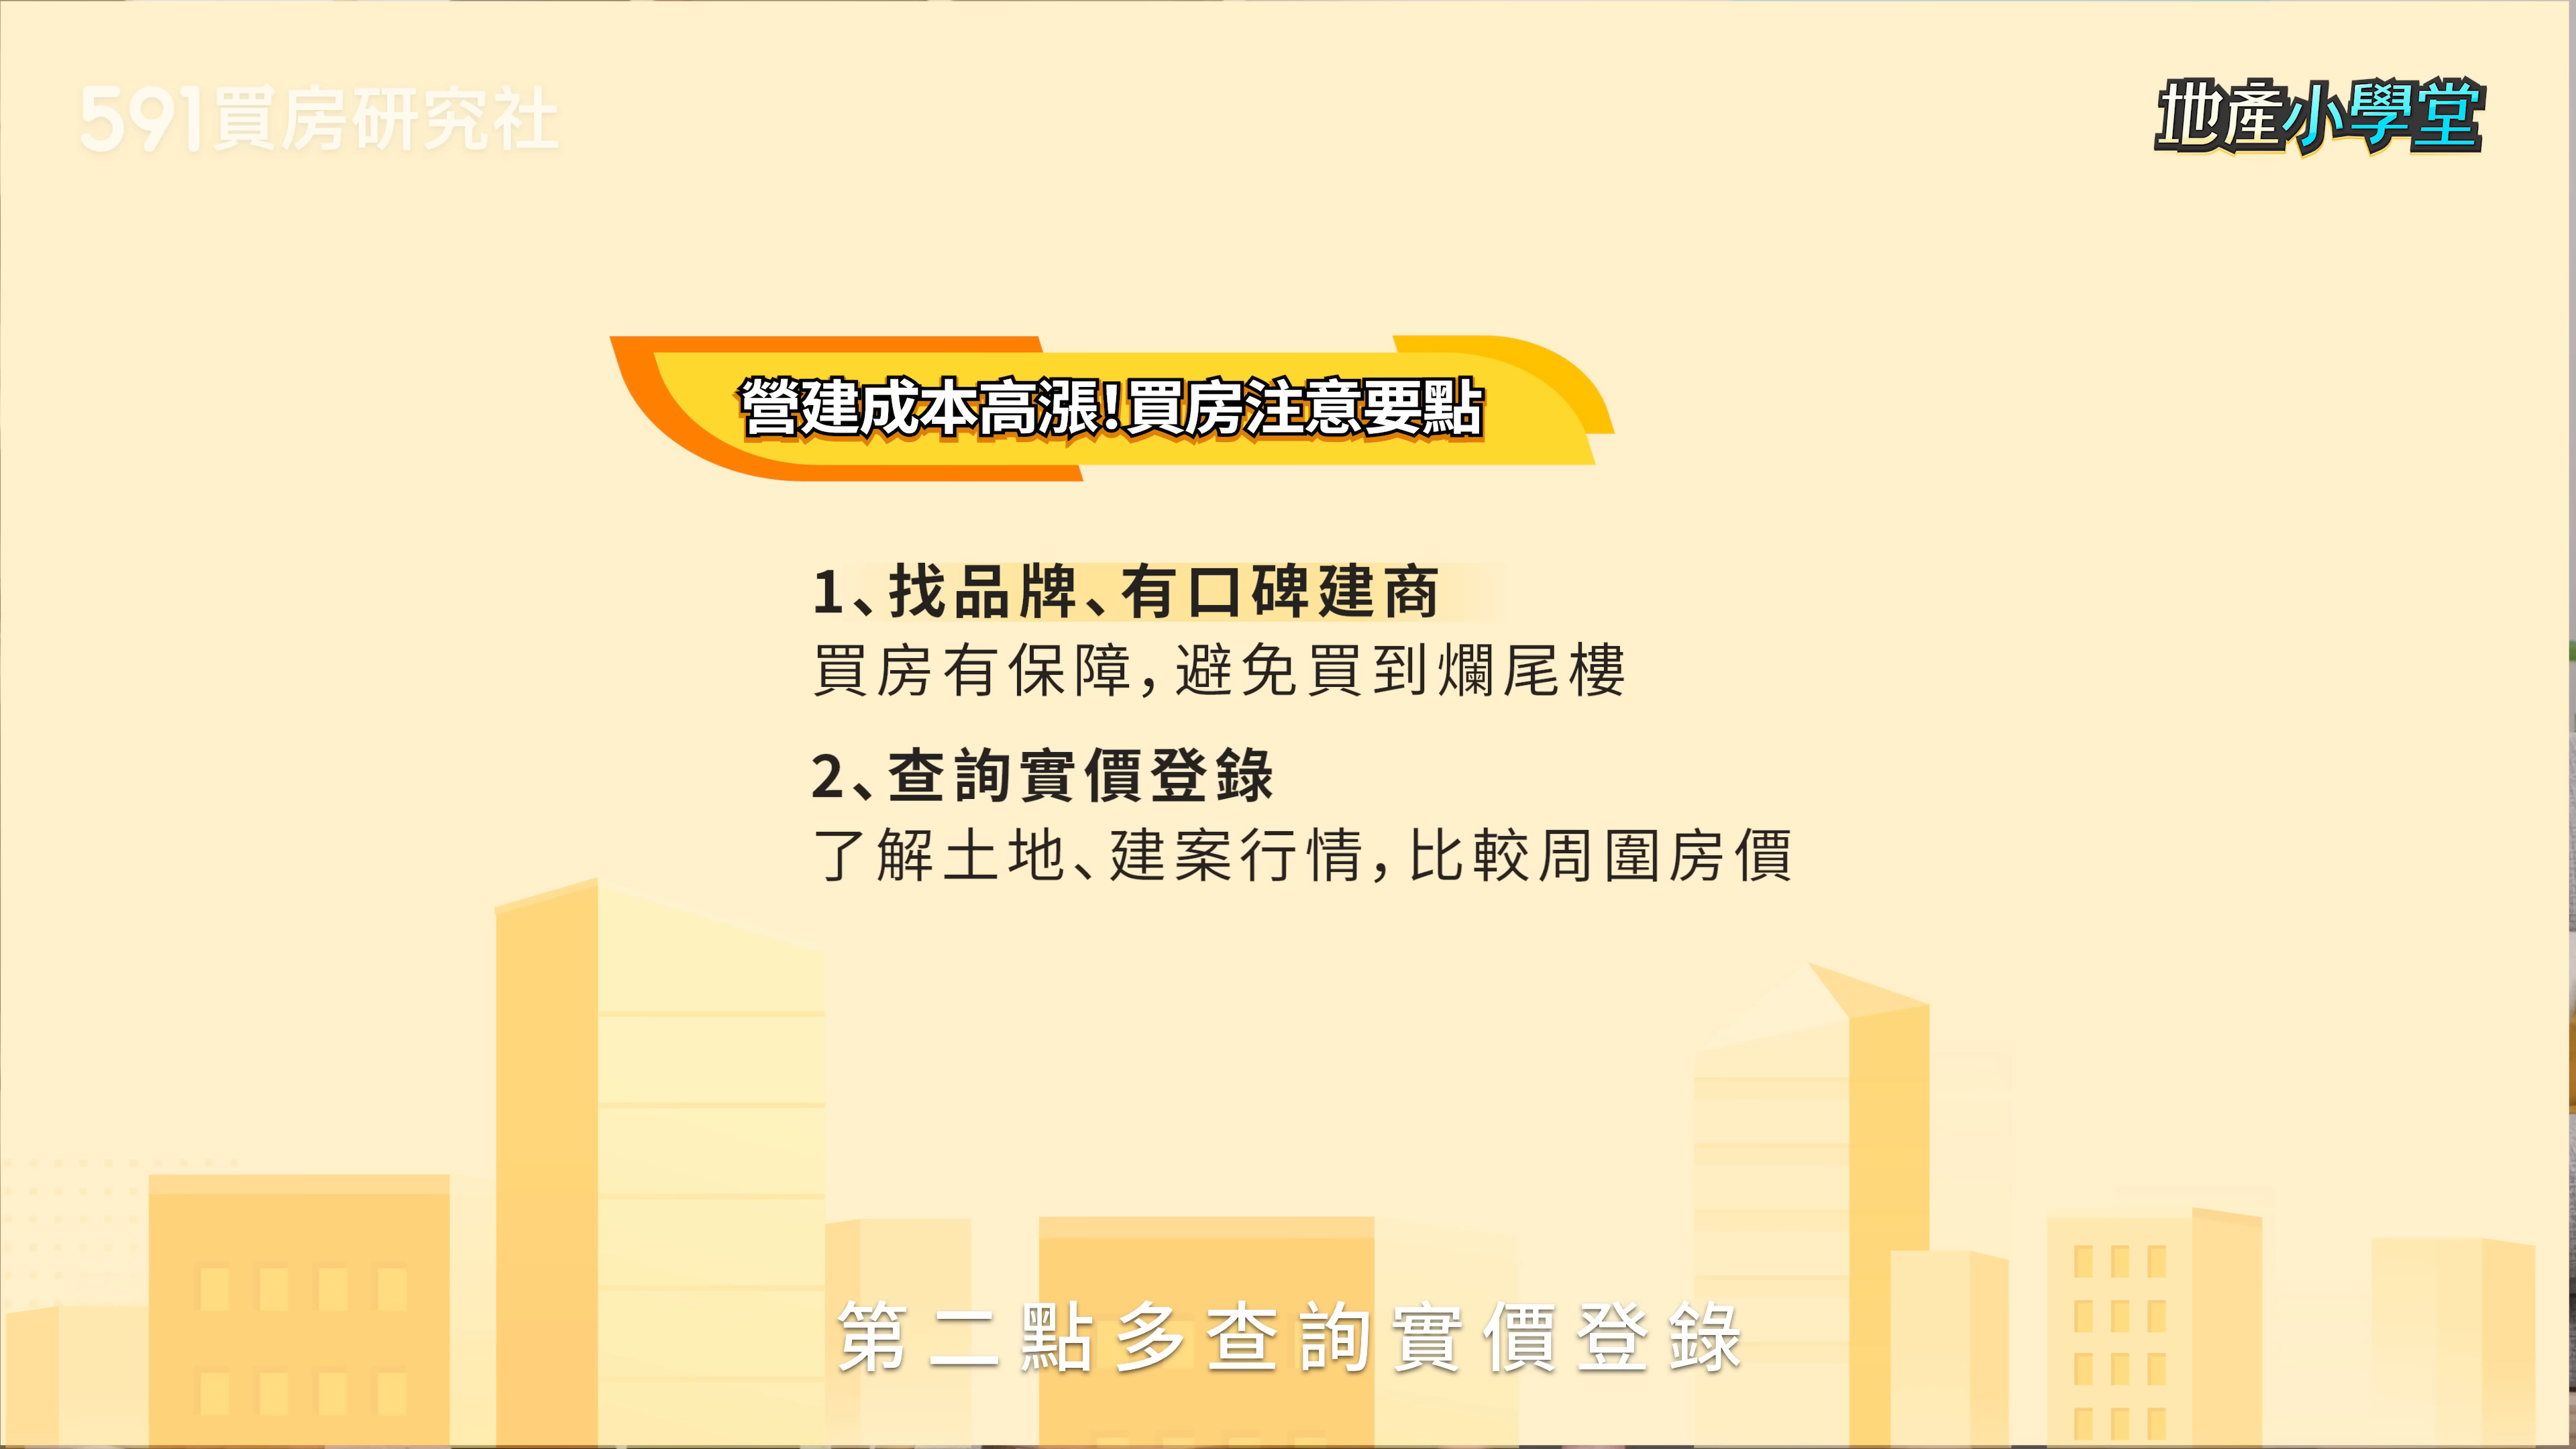 591買房研究社
地產小學堂
營建成本高漲!買房注意要點
1、找品牌、有口碑建商
買房有保障,避免買到爛尾樓
2、查詢實價登錄
了解土地、建案行情,比較周圍房價
第二點多查詢實價登錄